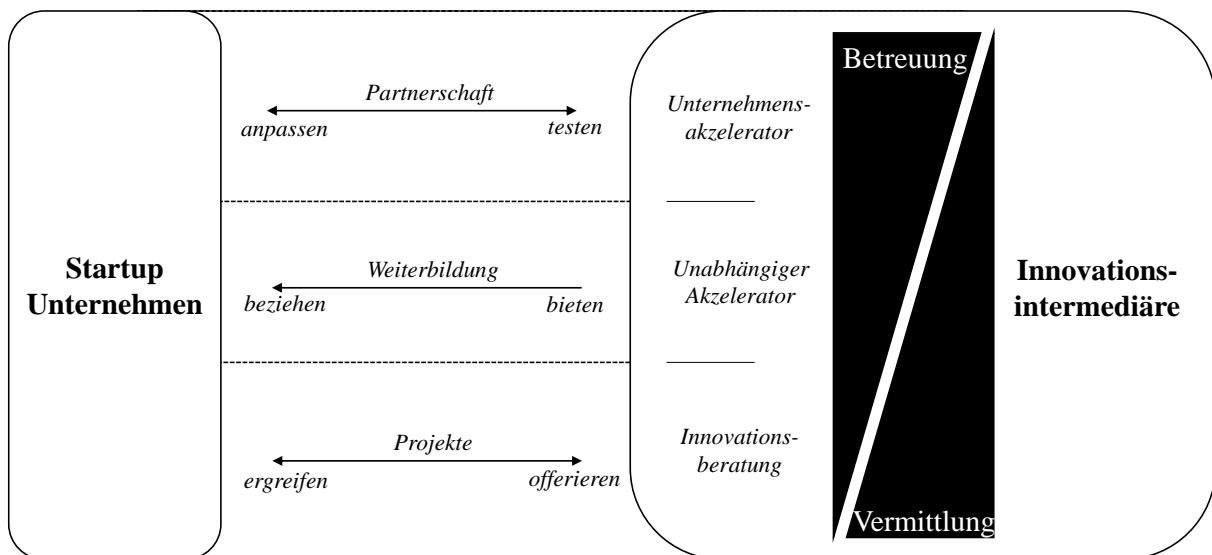 Betreuung
Partnerschaft
anpassen
testen
Unternehmens-
akzelerator
Startup
Unternehmen
Weiterbildung
beziehen
bieten
Unabhängiger
Akzelerator
Innovations-
intermediäre
Projekte
ergreifen
offerieren
Innovations-
beratung
Vermittlung